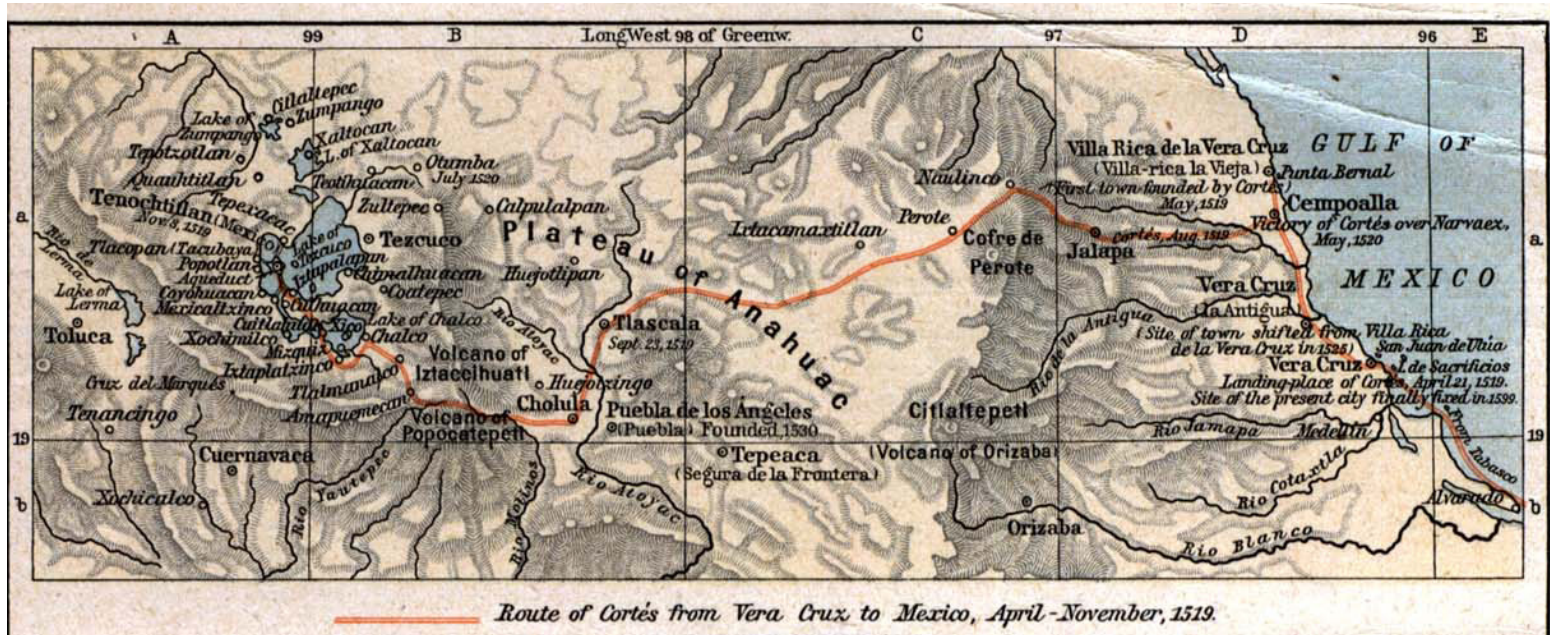 A 99 B Long West 98 of Greenw. C 97 D 96 E
Citlaltepec
Zumpango
Lake of
Zumpango
Xaltocan
L. of Xaltocan
Tepotzotlan
Otumba
July 1520
Quauhtitlan
Teotihuacan
Tepexacac
Zultepec
Calpulalpan
Tenochtitlan (Mexi
Nov. 8, 1519
a.
Rio de
Lerma
Tlacopan (Tacubaya
Lake of
Tezcuco
Tezcuco
Popotlan
Iztapalapan
Chimalhuacan
Aqueduct
Coatepec
Huejotlipan
Coyohuacan
Culhuacan
Mexicaltzinco
Lake of
Lerma
Cuitlahuac
Xico
Lake of Chalco
Toluca
Xochimilco
Chalco
Mizquic
Iztaplatzinco
Tlalmanalco
Amaquemecan
Cruz del Marqués
Tenancingo
Volcano of
Iztaccihuatl
Rio Atoyac
Huejotzingo
Cholula
Volcano of
Popocatepetl
Tlascala
Sept. 23, 1519
Plateau of Anahuac
Puebla de los Ángeles
(Puebla) Founded, 1530
19
Cuernavaca
Xochicalco
b
Rio Yautepec
Rio Molinos
Rio Atoyac
Tepeaca
(Segura de la Frontera)
Iztacamaxtitlan
Perote
Naulinco
Cofre de
Perote
Jalapa
Cortés, Aug. 1519
Villa Rica de la Vera Cruz
(Villa-rica la Vieja)
(First town founded by Cortés)
May, 1519
Punta Bernal
Cempoalla
Victory of Cortés over Narvaex,
May, 1520
GULF OF
MEXICO
a.
Vera Cruz
(la Antigua)
Rio de la Antigua
(Site of town shifted from Villa Rica
de la Vera Cruz in 1525)
San Juan de Ulúa
Vera Cruz
I. de Sacrificios
Landing-place of Cortés, April 21, 1519.
Site of the present city finally fixed in 1599.
Citlaltepetl
(Volcano of Orizaba)
Rio Jamapa
Medellin
From Tabasco
19
Rio Cotaxtla
Alvarado
b
Orizaba
Rio Blanco
Route of Cortés from Vera Cruz to Mexico, April-November, 1519.